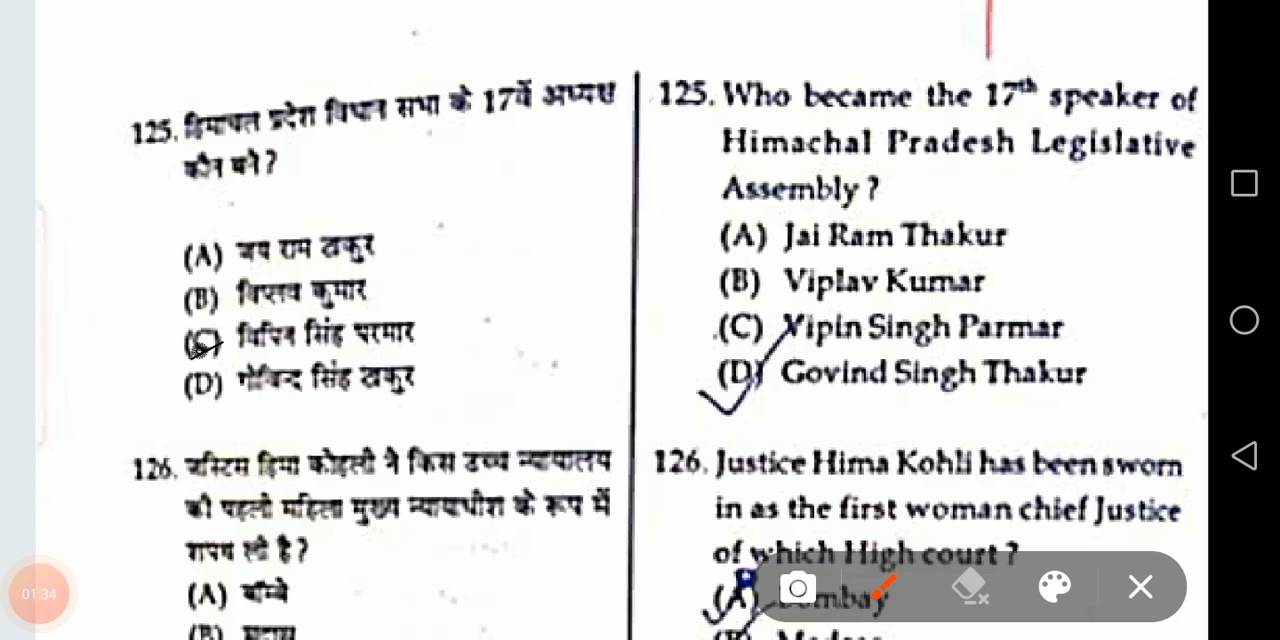 125. हिमाचल प्रदेश विधान सभा के 17वें अध्यक्ष
कौन बने ?
(A) जय राम ठाकुर
(B) विप्लव कुमार
(C) विपिन सिंह परमार
(D) गोविन्द सिंह ठाकुर
126. जस्टिस हिमा कोहली ने किस उच्च न्यायालय
की पहली महिला मुख्य न्यायाधीश के रूप में
शपथ ली है ?
(A) बॉम्बे
(B) मद्रास
125. Who became the 17th speaker of
Himachal Pradesh Legislative
Assembly ?
(A) Jai Ram Thakur
(B) Viplav Kumar
(C) Vipin Singh Parmar
(D) Govind Singh Thakur
126. Justice Hima Kohli has been sworn
in as the first woman chief Justice
of which High court ?
(A) Bombay
(B) Madras
01:34